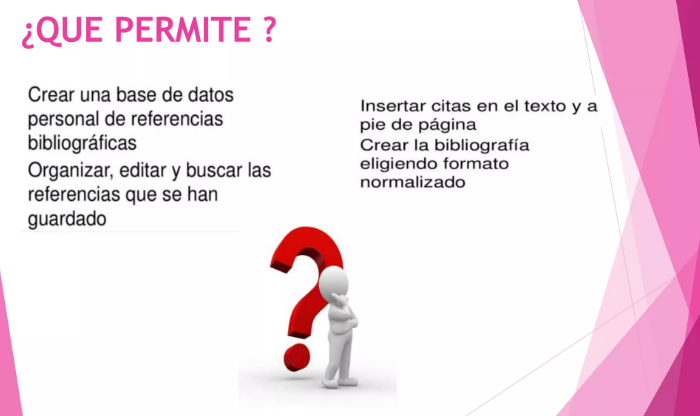 ¿QUE PERMITE ?
Crear una base de datos
personal de referencias
bibliográficas
Organizar, editar y buscar las
referencias que se han
guardado
Insertar citas en el texto y a
pie de página
Crear la bibliografía
eligiendo formato
normalizado